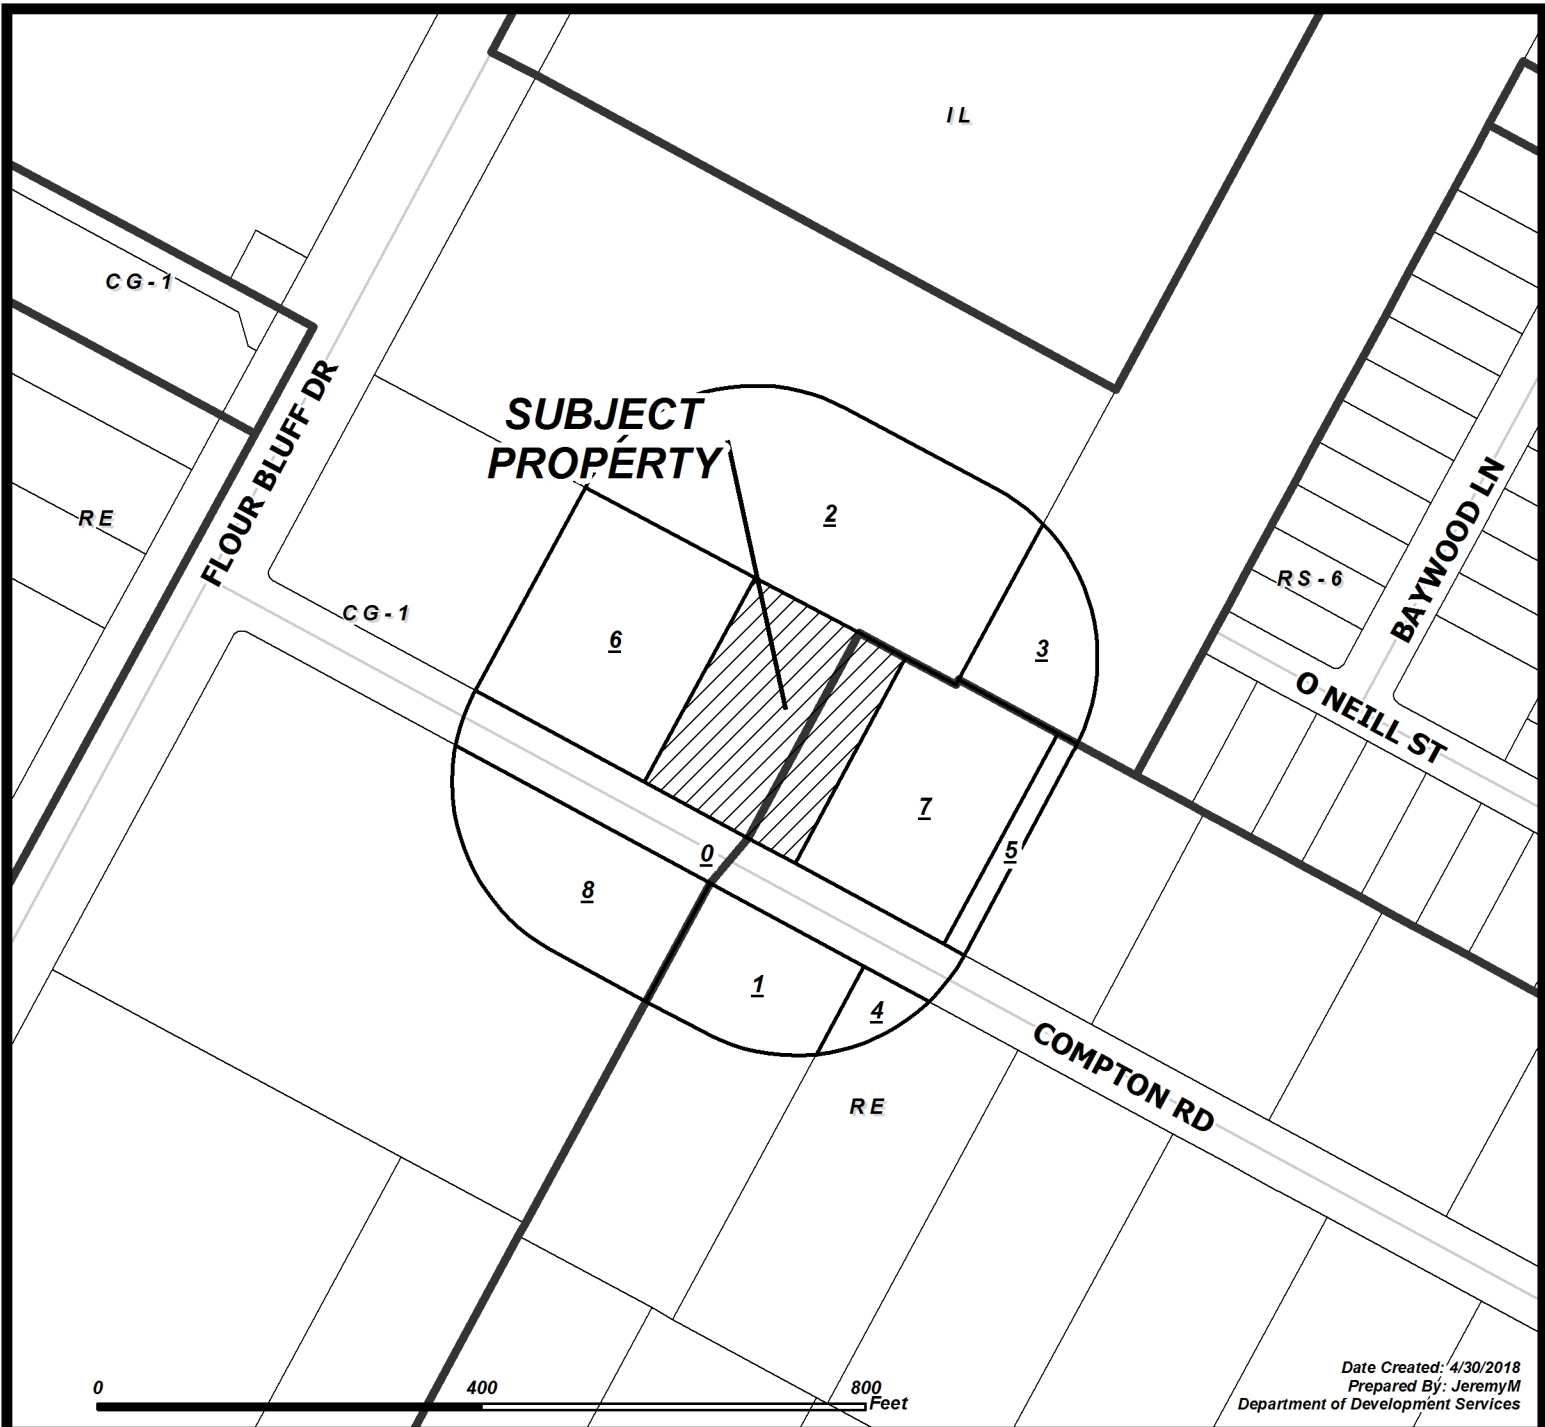 IL
CG-1
SUBJECT
PROPERTY
FLOUR BLUFF DR
RE
2
BAYWOOD LN
RS-6
CG-1
6
3
O NEILL ST
7
0
5
8
1
4
COMPTON RD
RE
0 400 800
Feet
Date Created: 4/30/2018
Prepared By: JeremyM
Department of Development Services